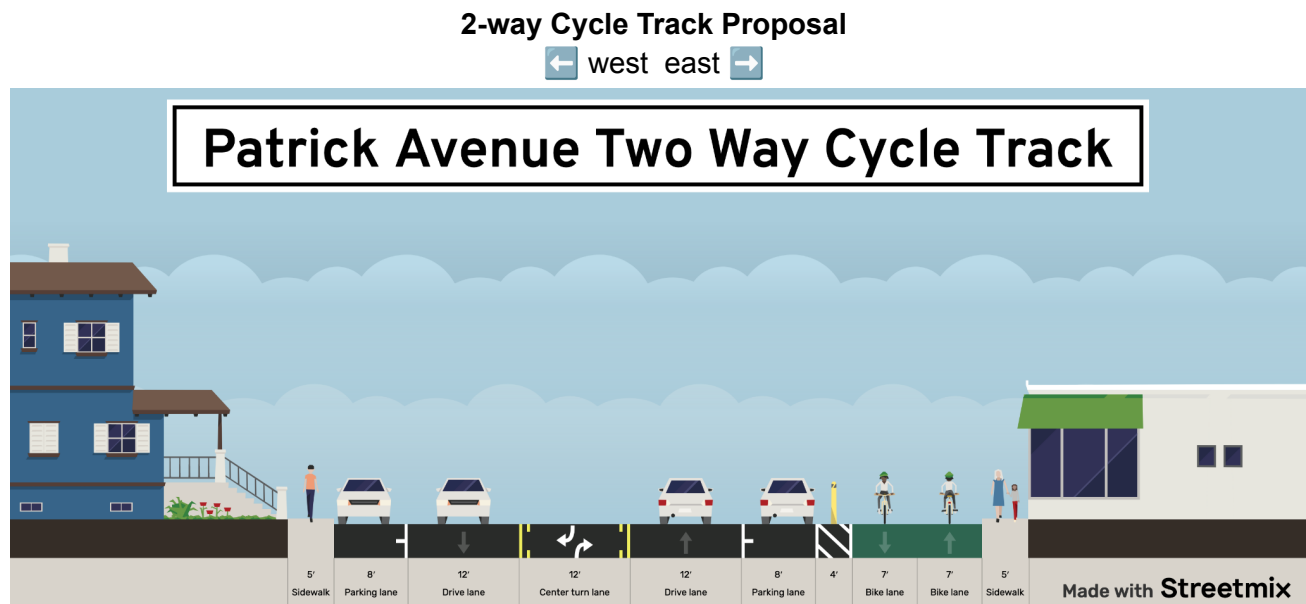 2-way Cycle Track Proposal
⬅️ west east ➡️
Patrick Avenue Two Way Cycle Track
5' 8' 12' 12' 12' 8' 4' 7' 7' 5'
Sidewalk Parking lane Drive lane Center turn lane Drive lane Parking lane Bike lane Bike lane Sidewalk
Made with Streetmix